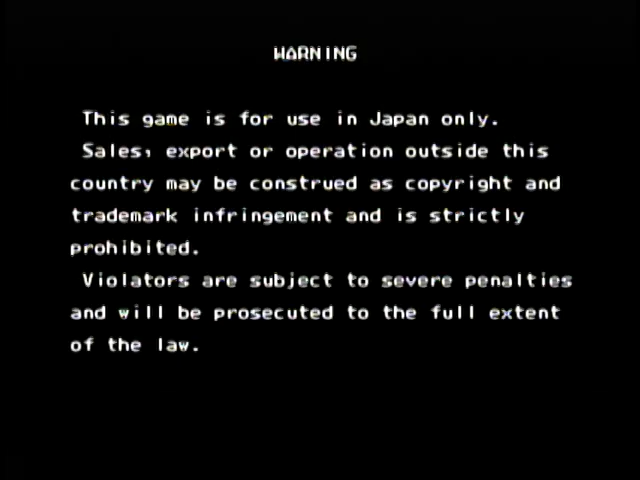 WARNING
This game is for use in Japan only.
Sales, export or operation outside this
country may be construed as copyright and
trademark infringement and is strictly
prohibited.
Violators are subject to severe penalties
and will be prosecuted to the full extent
of the law.